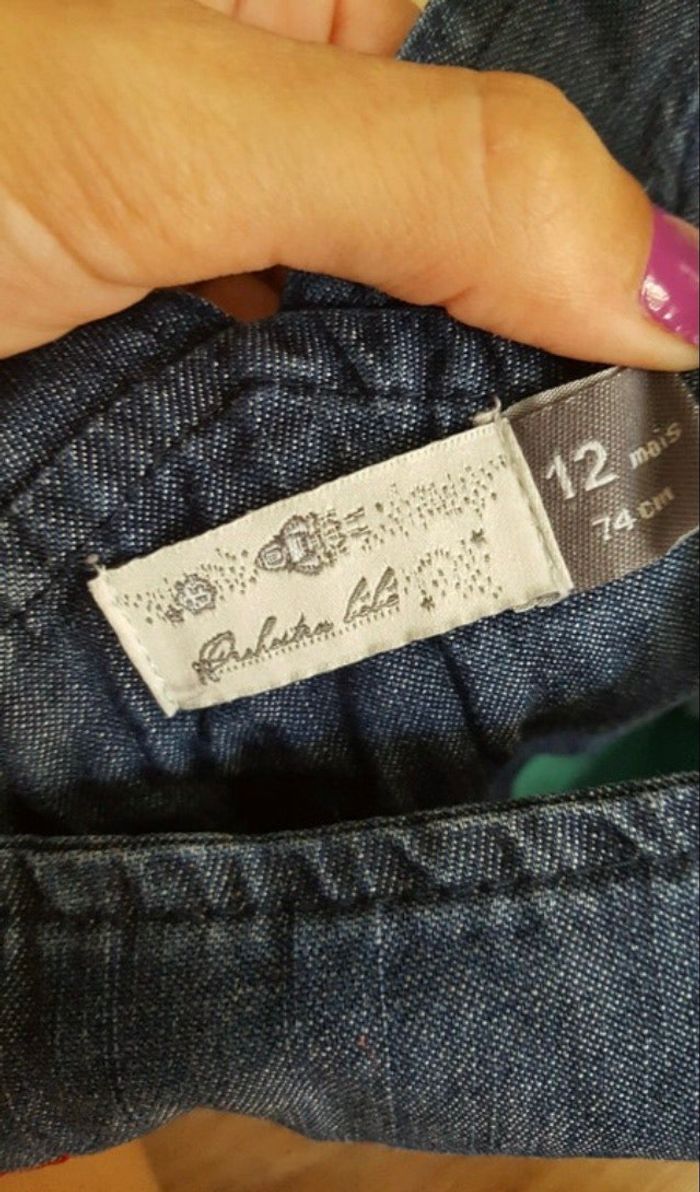 Orchestra bébé
12 mois
74 cm